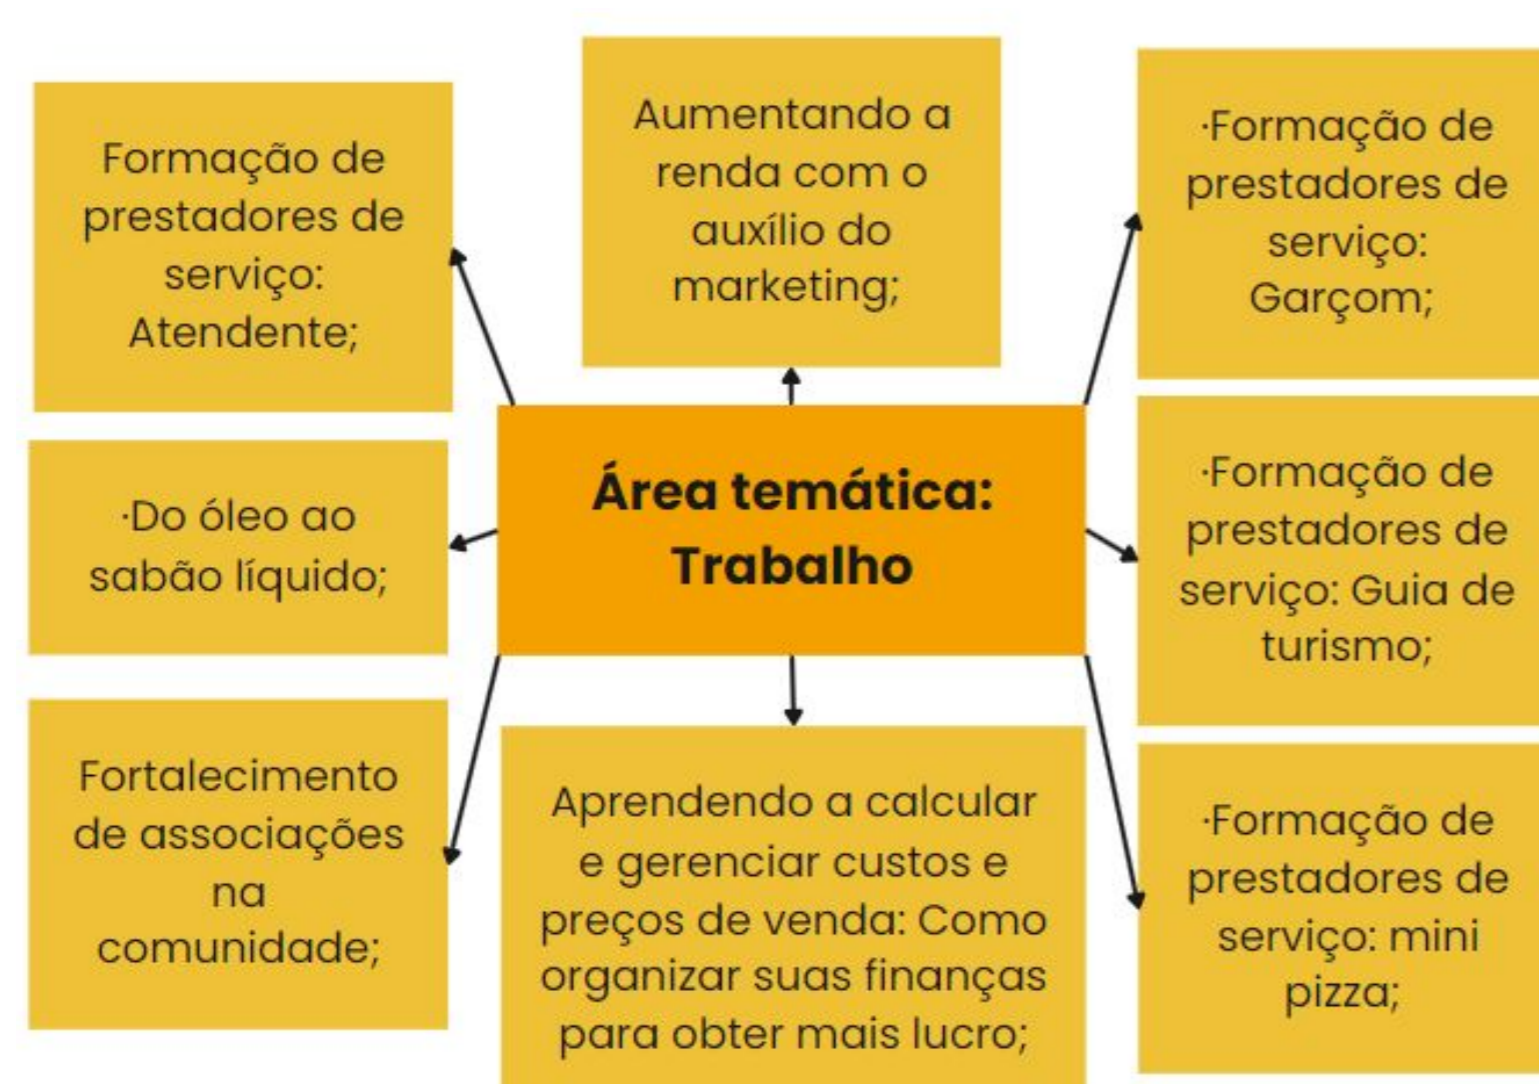 Formação de
prestadores de
serviço:
Atendente;
Aumentando a
renda com o
auxílio do
marketing;
·Formação de
prestadores de
serviço:
Garçom;
·Do óleo ao
sabão líquido;
Área temática:
Trabalho
·Formação de
prestadores de
serviço: Guia de
turismo;
Fortalecimento
de associações
na
comunidade;
Aprendendo a calcular
e gerenciar custos e
preços de venda: Como
organizar suas finanças
para obter mais lucro;
·Formação de
prestadores de
serviço: mini
pizza;